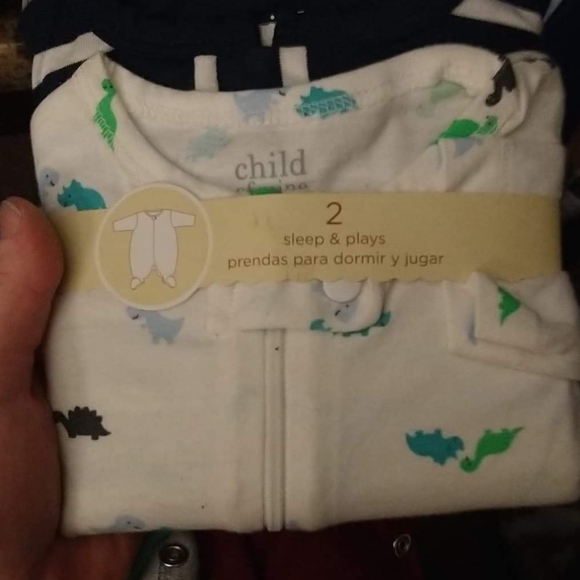 child
2
sleep & plays
prendas para dormir y jugar